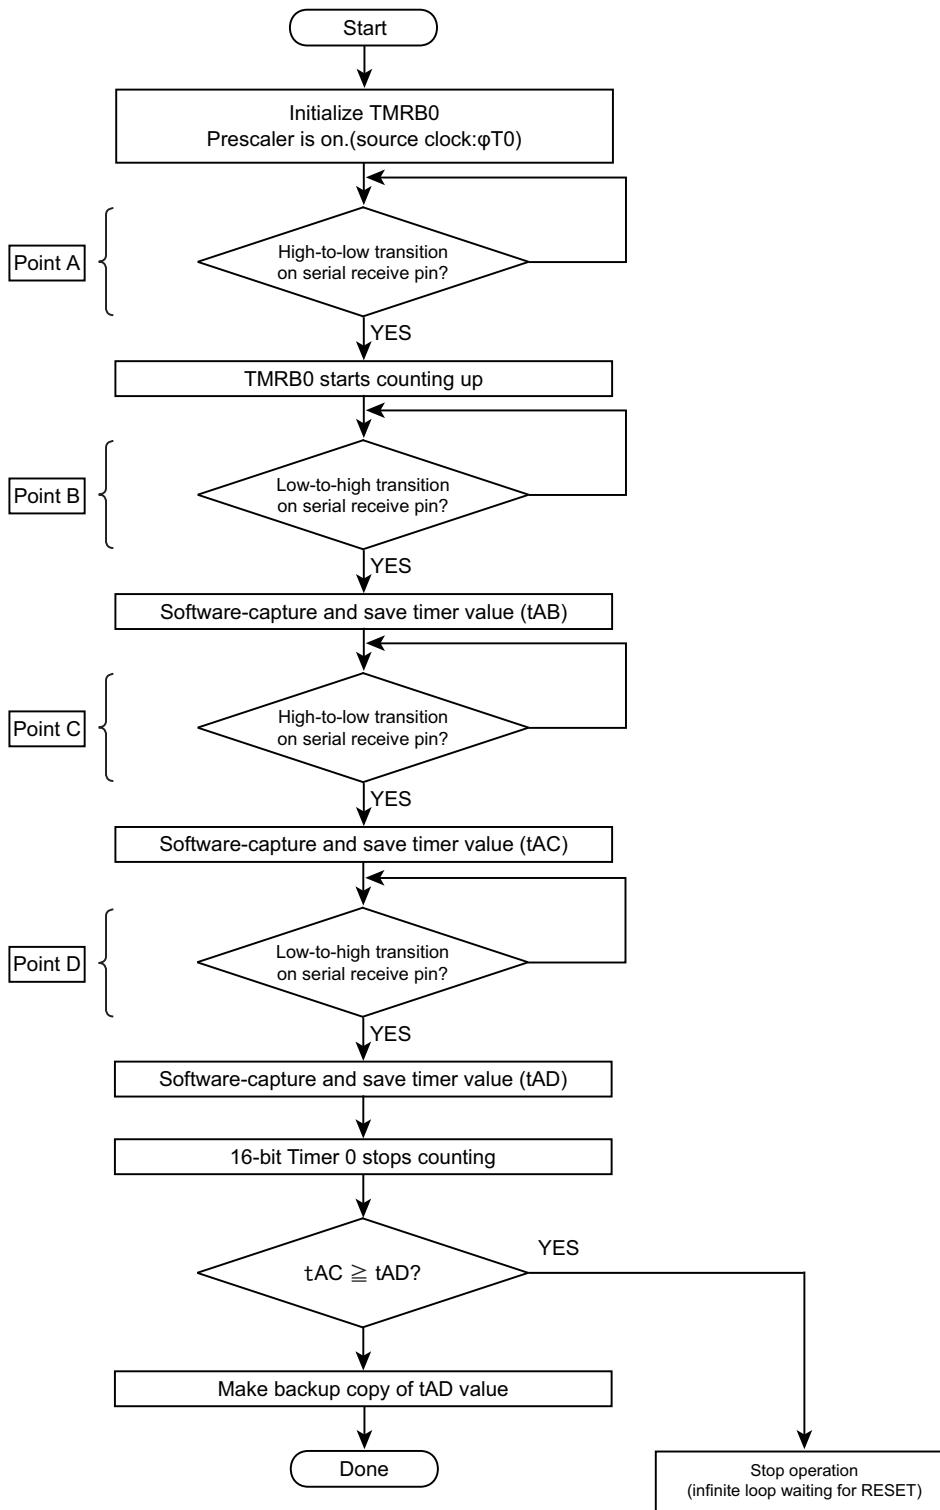 Start
Initialize TMRB0
Prescaler is on.(source clock:φT0)
Point A
High-to-low transition
on serial receive pin?
YES
TMRB0 starts counting up
Point B
Low-to-high transition
on serial receive pin?
YES
Software-capture and save timer value (tAB)
Point C
High-to-low transition
on serial receive pin?
YES
Software-capture and save timer value (tAC)
Point D
Low-to-high transition
on serial receive pin?
YES
Software-capture and save timer value (tAD)
16-bit Timer 0 stops counting
tAC ≧ tAD?
YES
Make backup copy of tAD value
Done
Stop operation
(infinite loop waiting for RESET)